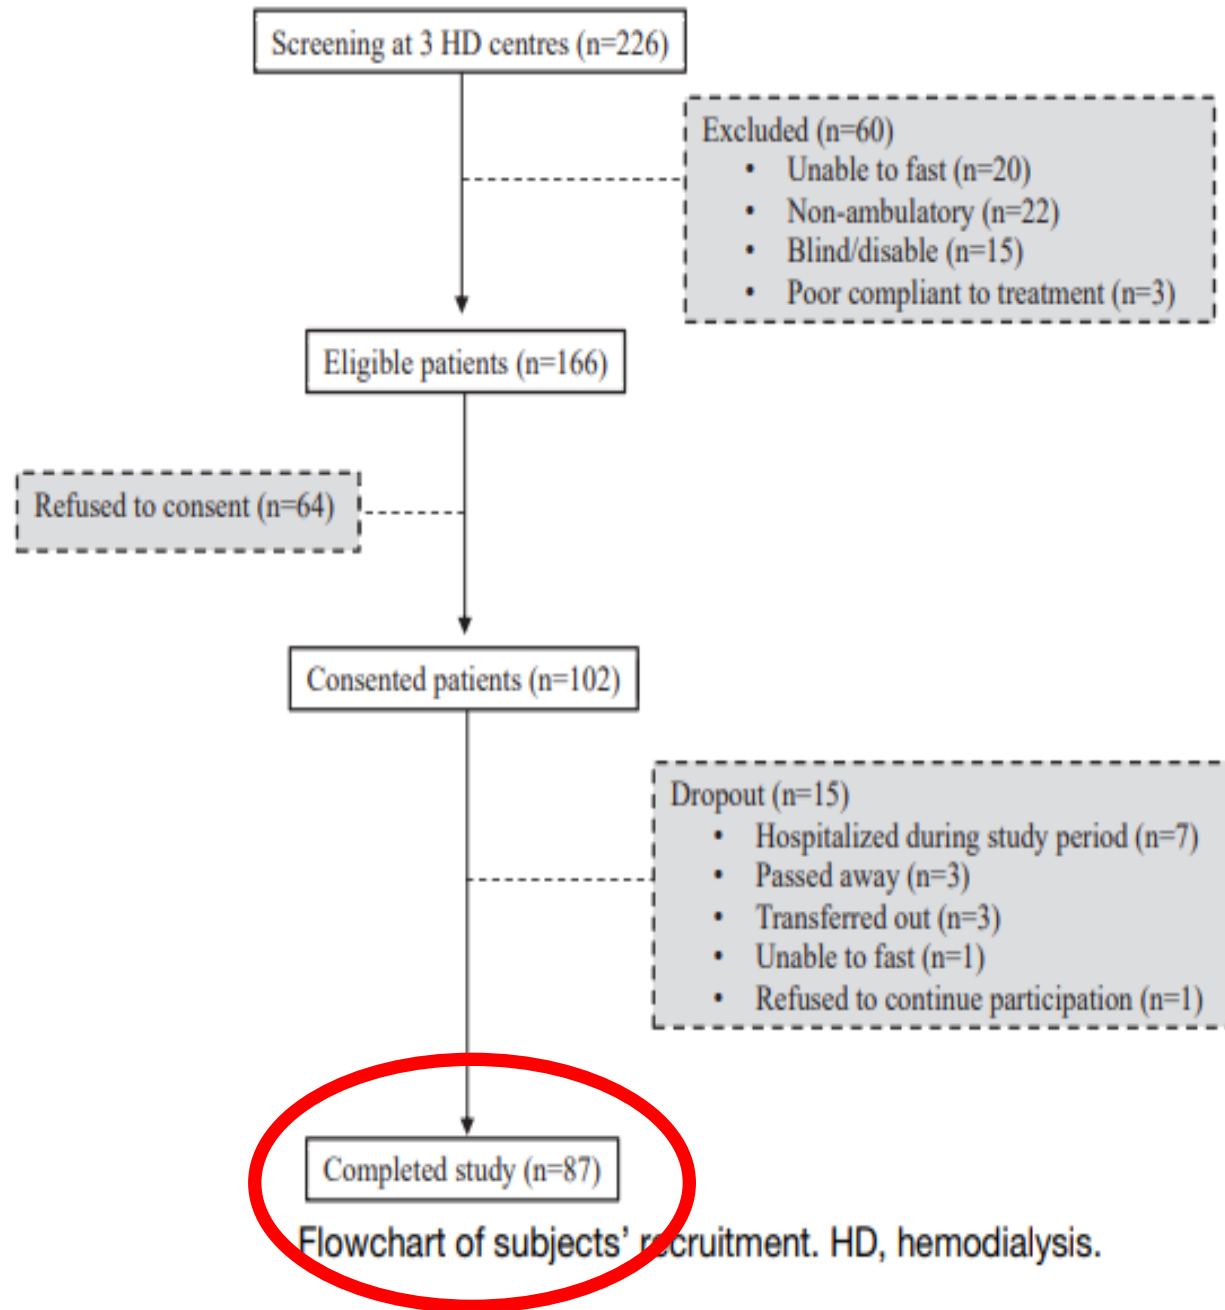 Screening at 3 HD centres (n=226)
Excluded (n=60)
• Unable to fast (n=20)
• Non-ambulatory (n=22)
• Blind/disable (n=15)
• Poor compliant to treatment (n=3)
Eligible patients (n=166)
Refused to consent (n=64)
Consented patients (n=102)
Dropout (n=15)
• Hospitalized during study period (n=7)
• Passed away (n=3)
• Transferred out (n=3)
• Unable to fast (n=1)
• Refused to continue participation (n=1)
Completed study (n=87)
Flowchart of subjects’ recruitment. HD, hemodialysis.